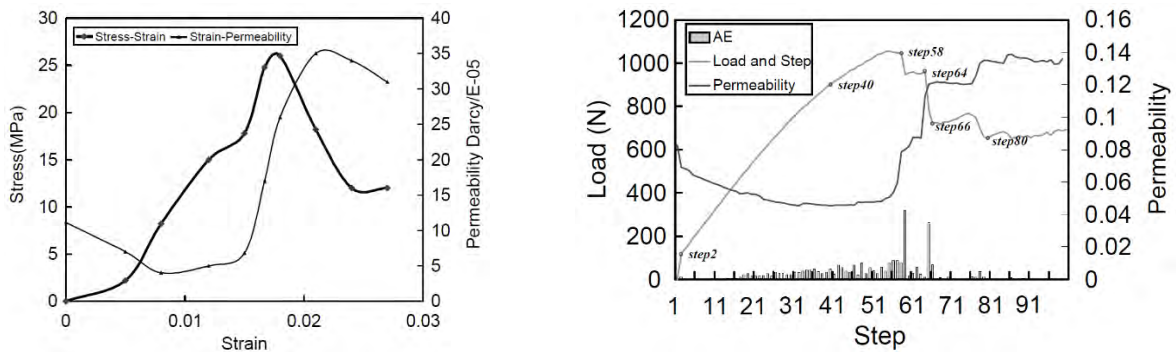 Stress-Strain
Strain-Permeability
30
25
20
15
10
5
0
Stress(MPa)
40
35
30
25
20
15
10
5
0
Permeability Darcy/E-05
0
0.01
0.02
0.03
Strain
AE
Load and Step
Permeability
1200
1000
800
600
400
200
0
Load (N)
0.16
0.14
0.12
0.1
0.08
0.06
0.04
0.02
0
Permeability
step2
step40
step58
step64
step66
step80
1 11 21 31 41 51 61 71 81 91
Step